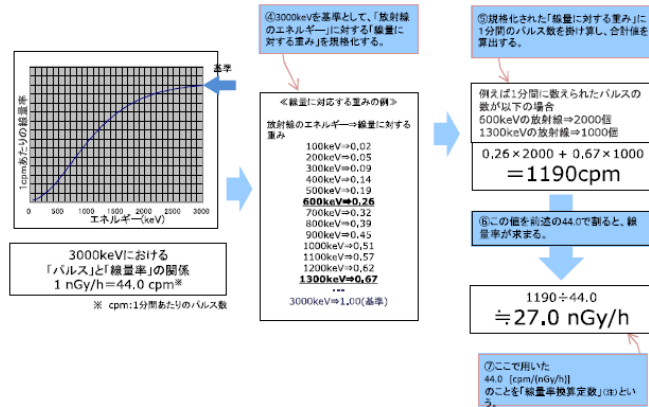 ④3000keVを基準として、「放射線
のエネルギー」に対する「線量に
対する重み」を規格化する。
⑤規格化された「線量に対する重み」に
1分間のパルス数を掛け算し、合計値を
算出する。
基準
1cpmあたりの線量率
0 500 1000 1500 2000 2500 3000
エネルギー(keV)
3000keVにおける
「パルス」と「線量率」の関係
1 nGy/h=44.0 cpm※
※ cpm:1分間あたりのパルス数
≪線量に対応する重みの例≫
放射線のエネルギー⇒線量に対する
重み
100keV⇒0.02
200keV⇒0.05
300keV⇒0.09
400keV⇒0.14
500keV⇒0.19
600keV⇒0.26
700keV⇒0.32
800keV⇒0.39
900keV⇒0.45
1000keV⇒0.51
1100keV⇒0.57
1200keV⇒0.62
1300keV⇒0.67
…
3000keV⇒1.00(基準)
例えば1分間に数えられたパルスの
数が以下の場合
600keVの放射線⇒2000個
1300keVの放射線⇒1000個
0.26×2000 + 0.67×1000
=1190cpm
⑥この値を前述の44.0で割ると、線
量率が求まる。
1190÷44.0
≒27.0 nGy/h
⑦ここで用いた
44.0 [cpm/(nGy/h)]
のことを「線量率換算定数」(注)とい
う。